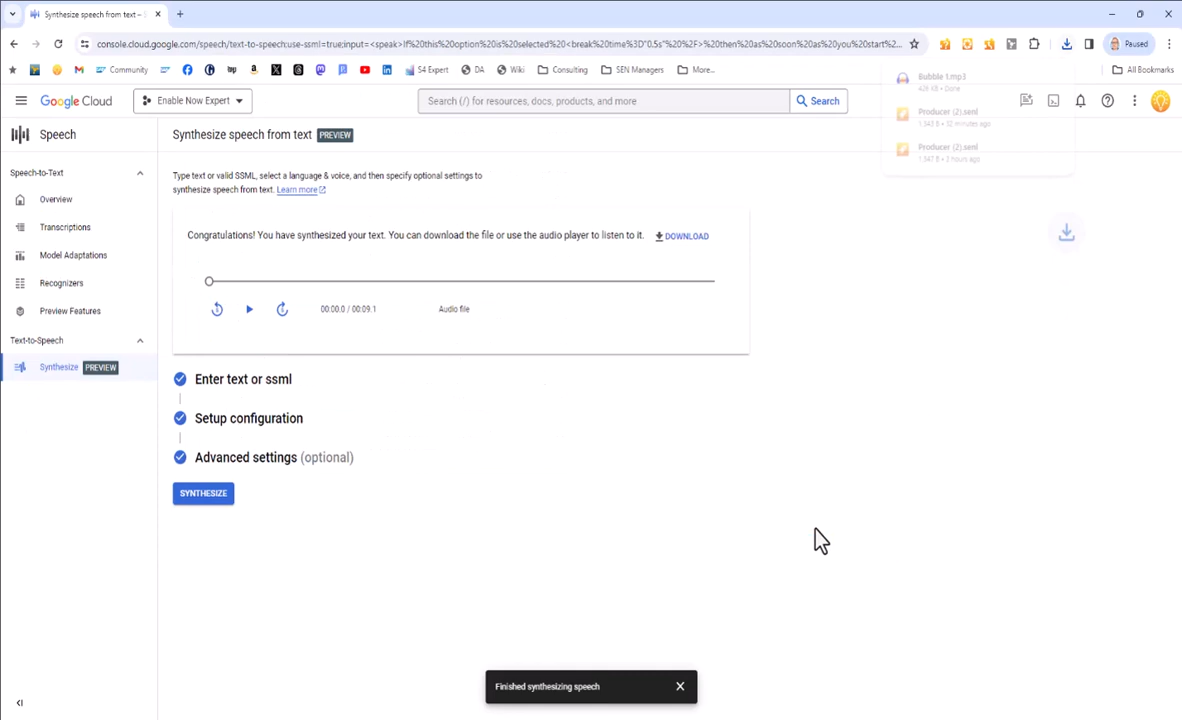 Synthesize speech from text –
console.cloud.google.com/speech/text-to-speech;use-ssml=true;input=<speak>If%20this%20option%20is%20selected%20<break%20time%3D"0.5s"%20%2F>%20then%20as%20soon%20as%20you%20start%2...
Paused
Community
S4 Expert
DA
Wiki
Consulting
SEN Managers
More...
All Bookmarks
Bubble 1.mp3
Done
Producer (2).senl
12 minutes ago
Producer (2).senl
Google Cloud
Enable Now Expert
Search (/) for resources, docs, products, and more
Search
Speech
Synthesize speech from text PREVIEW
Speech-to-Text
Overview
Transcriptions
Model Adaptations
Recognizers
Preview Features
Text-to-Speech
Synthesize PREVIEW
Type text or valid SSML, select a language & voice, and then specify optional settings to
synthesize speech from text. Learn more
Congratulations! You have synthesized your text. You can download the file or use the audio player to listen to it. DOWNLOAD
00:00.0 / 00:09.1 Audio file
Enter text or ssml
Setup configuration
Advanced settings (optional)
SYNTHESIZE
Finished synthesizing speech